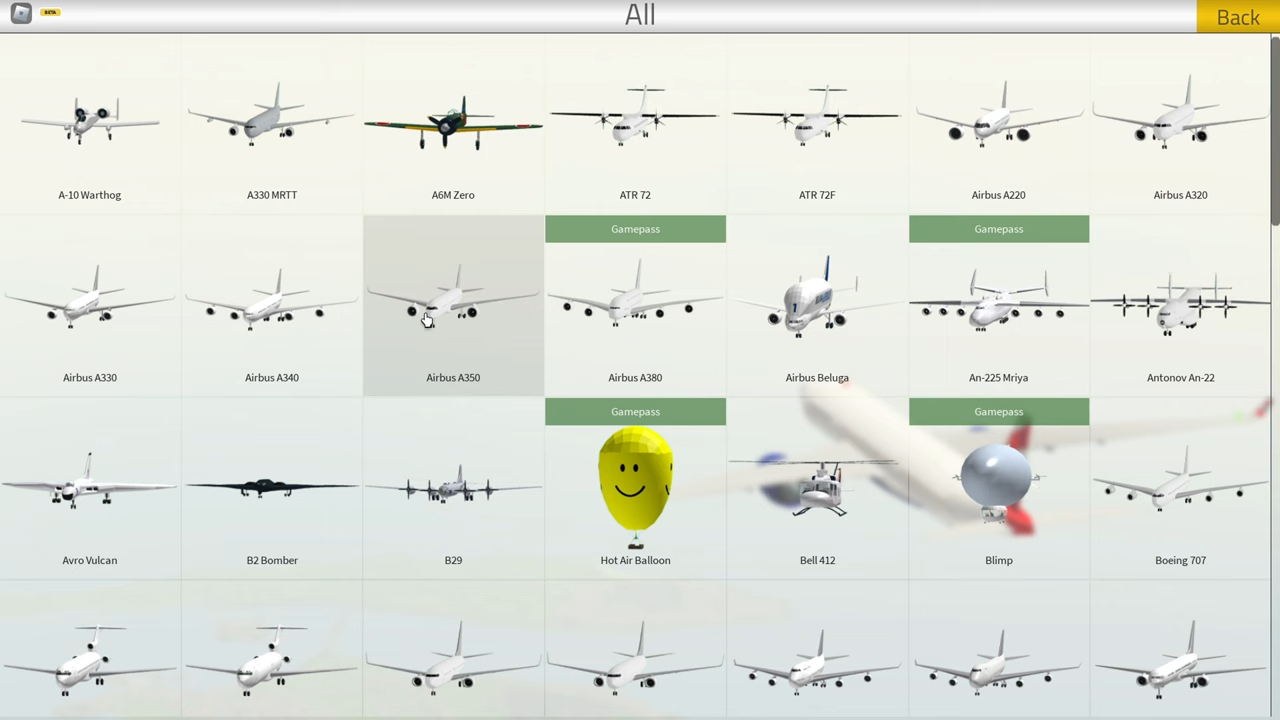 BETA
All
Back
A-10 Warthog
A330 MRTT
A6M Zero
ATR 72
ATR 72F
Airbus A220
Airbus A320
Gamepass
Gamepass
Airbus A330
Airbus A340
Airbus A350
Airbus A380
Airbus Beluga
An-225 Mriya
Antonov An-22
Gamepass
Gamepass
Avro Vulcan
B2 Bomber
B29
Hot Air Balloon
Bell 412
Blimp
Boeing 707